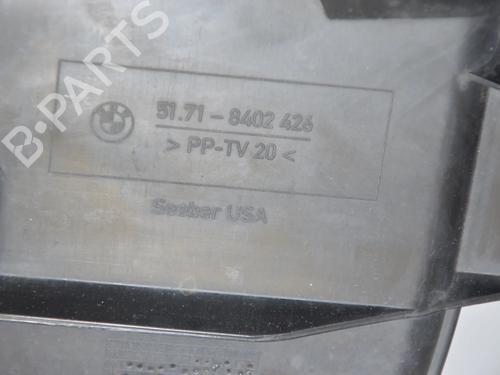 B-PARTS
51.71-8402 426
> PP-TV 20 <
Seeber USA